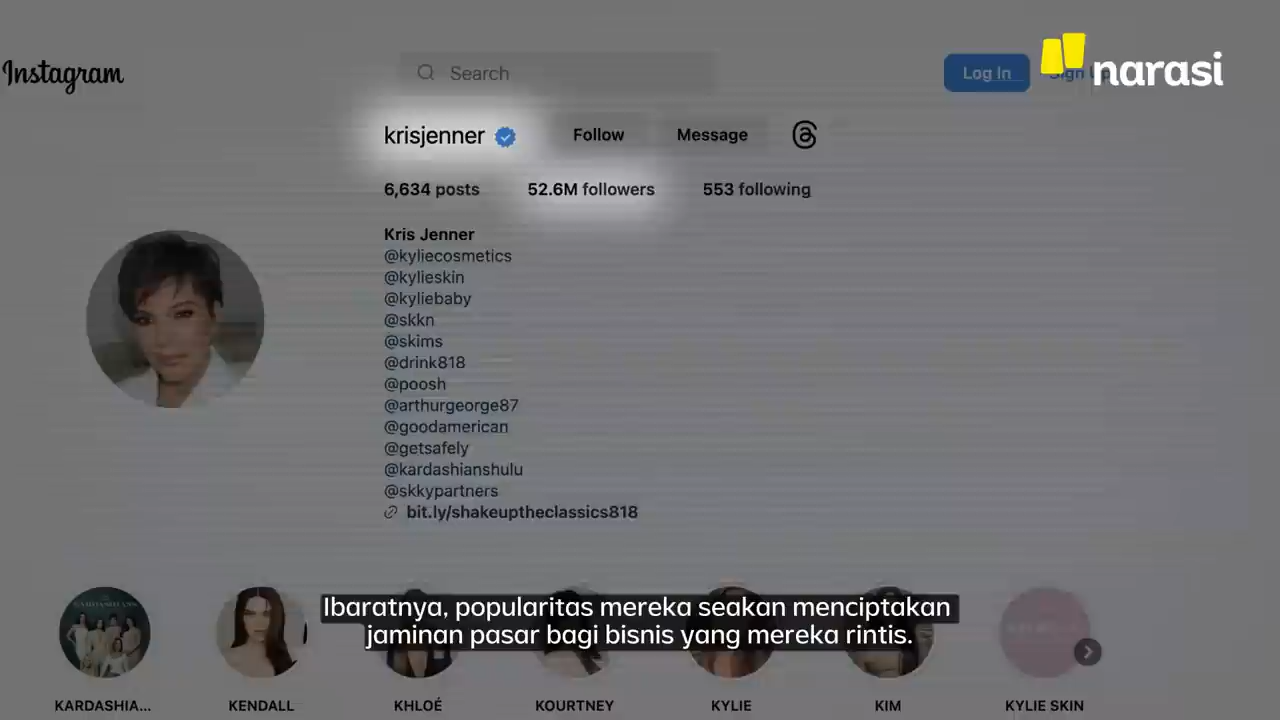 Instagram
Search
Log In
Sign Up
narasi
krisjenner
Follow
Message
6,634 posts
52.6M followers
553 following
Kris Jenner
@kyliecosmetics
@kylieskin
@kyliebaby
@skkn
@skims
@drink818
@poosh
@arthurgeorge87
@goodamerican
@getsafely
@kardashianshulu
@skkypartners
bit.ly/shakeuptheclassics818
Ibaratnya, popularitas mereka seakan menciptakan
jaminan pasar bagi bisnis yang mereka rintis.
KARDASHIA...
KENDALL
KHLOÉ
KOURTNEY
KYLIE
KIM
KYLIE SKIN